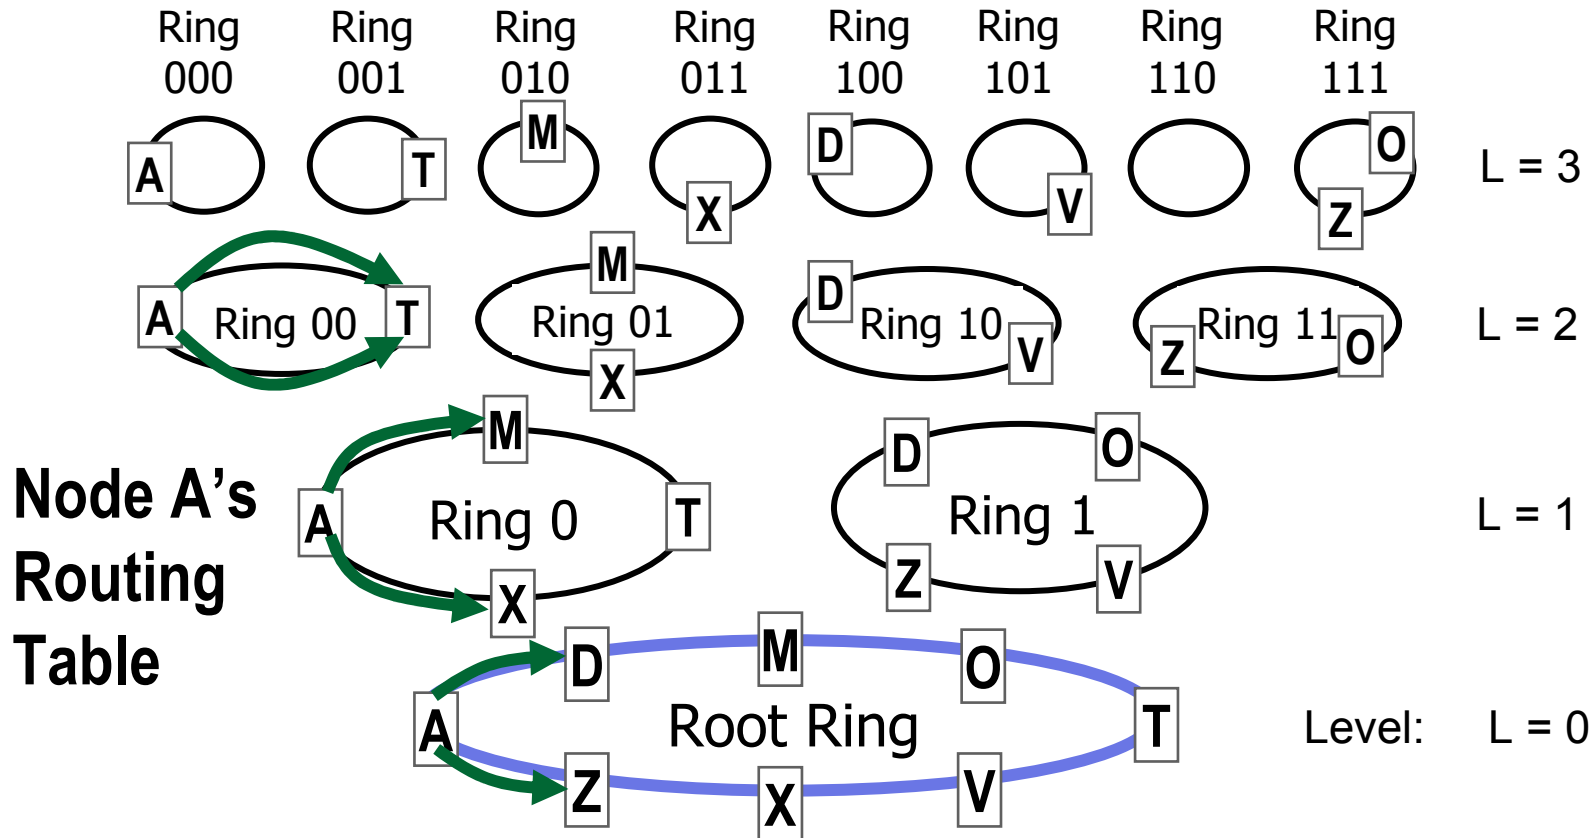 Ring Ring Ring Ring Ring Ring Ring Ring
000 001 010 011 100 101 110 111
A T M X D V O Z
L = 3
A Ring 00 T
M Ring 01 X
D Ring 10 V
Z Ring 11 O
L = 2
Node A's
Routing
Table
A M Ring 0 T X
D O Ring 1 Z V
L = 1
D M O
A Root Ring T
Z X V
Level: L = 0